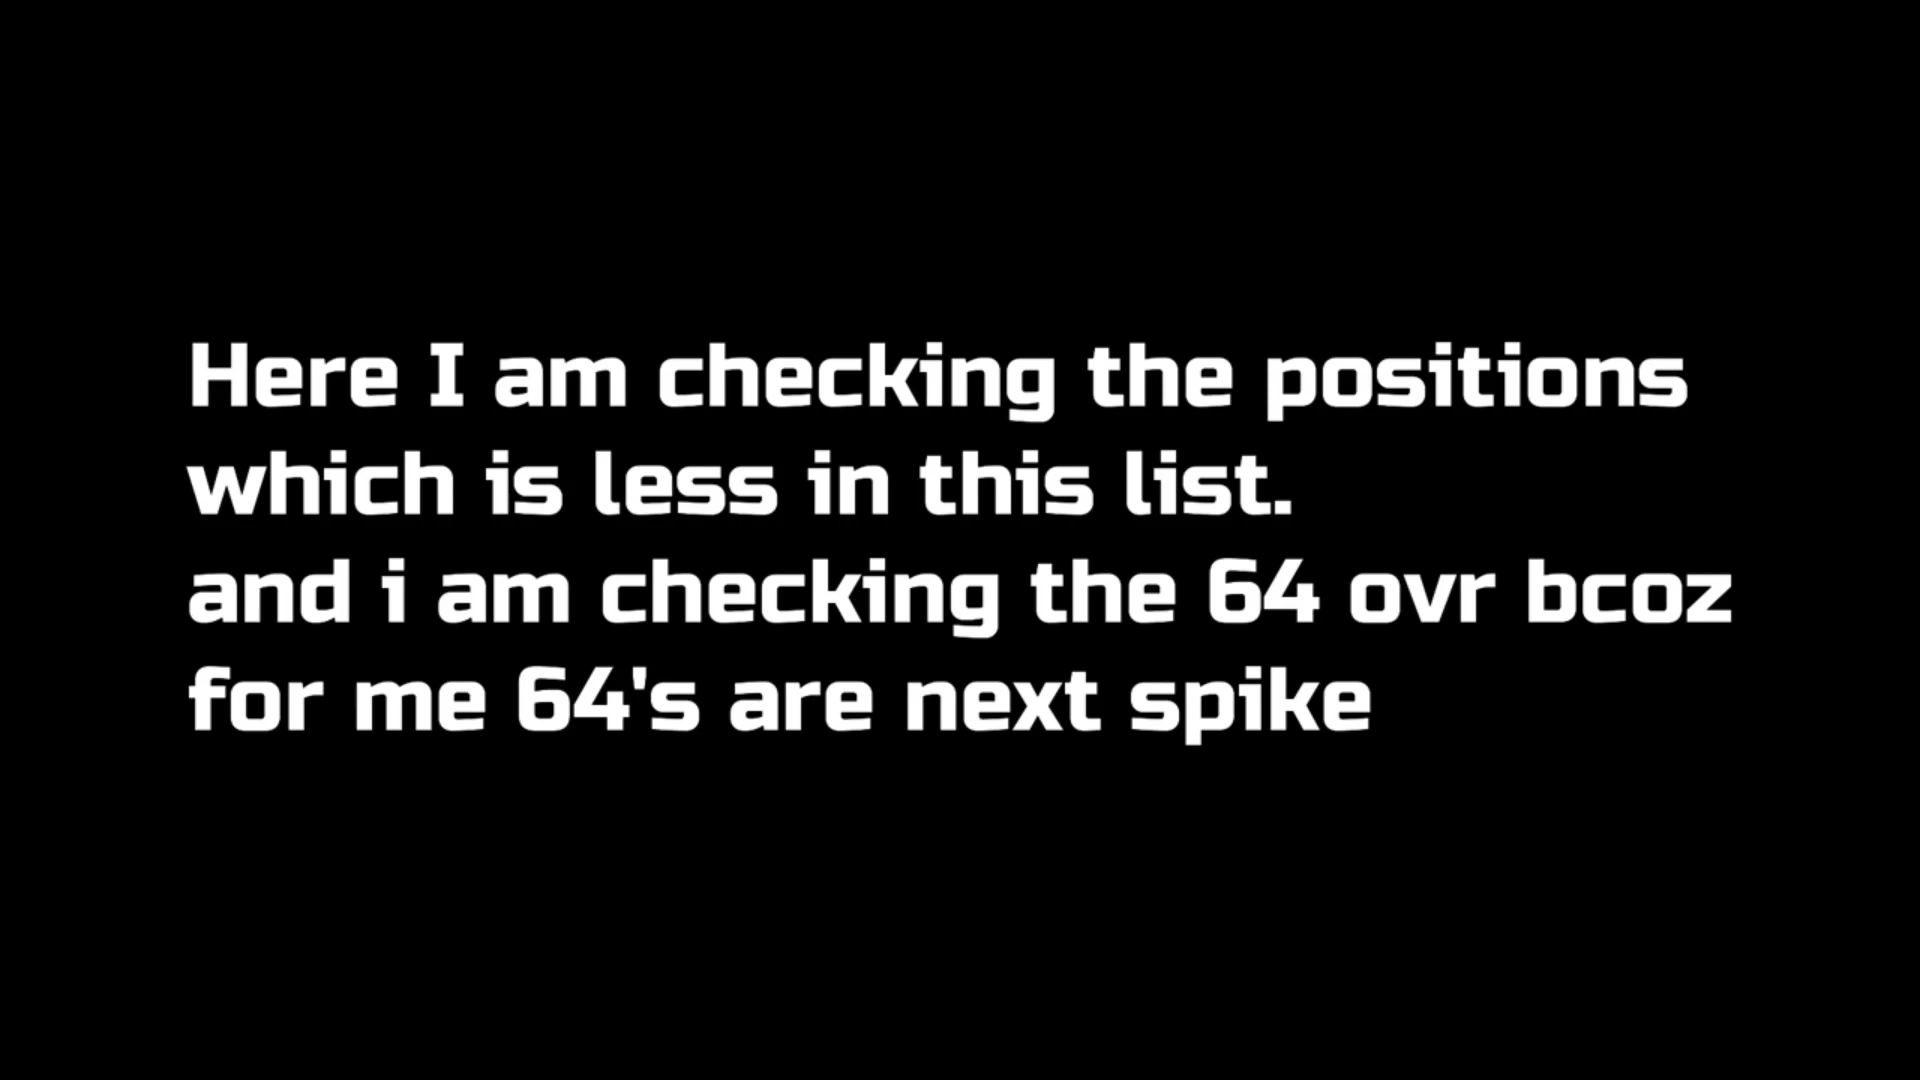 Here I am checking the positions
which is less in this list.
and i am checking the 64 ovr bcoz
for me 64's are next spike